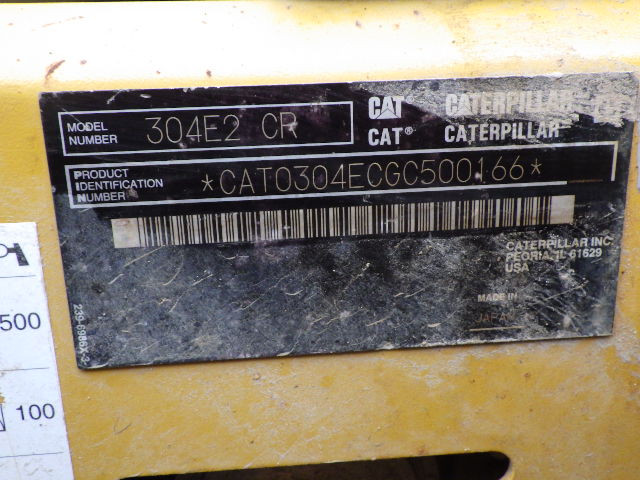 MODEL NUMBER 304E2 CR
CAT CATERPILLAR
CAT® CATERPILLAR
PRODUCT IDENTIFICATION NUMBER *CAT0304ECGC500166*
CATERPILLAR INC
PEORIA, IL 61629
USA
MADE IN
JAPAN
500
100